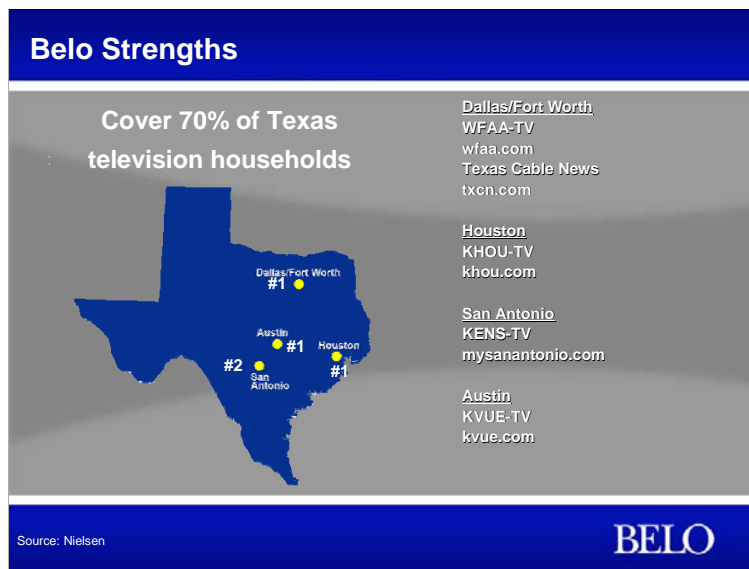 Belo Strengths
Cover 70% of Texas
television households
Dallas/Fort Worth
#1
Austin
#1
Houston
#1
#2
San
Antonio
Dallas/Fort Worth
WFAA-TV
wfaa.com
Texas Cable News
txcn.com
Houston
KHOU-TV
khou.com
San Antonio
KENS-TV
mysanantonio.com
Austin
KVUE-TV
kvue.com
Source: Nielsen
BELO